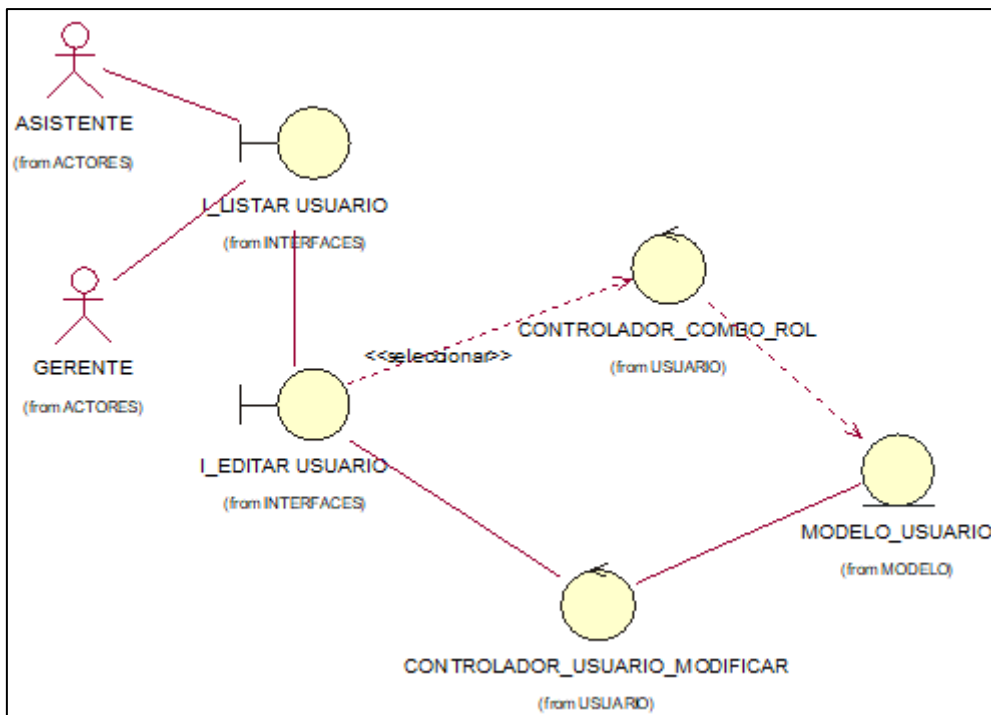 ASISTENTE
(from ACTORES)
I_LISTAR USUARIO
(from INTERFACES)
GERENTE
(from ACTORES)
CONTROLADOR_COMBO_ROL
(from USUARIO)
<<seleccionar>>
I_EDITAR USUARIO
(from INTERFACES)
MODELO_USUARIO
(from MODELO)
CONTROLADOR_USUARIO_MODIFICAR
(from USUARIO)